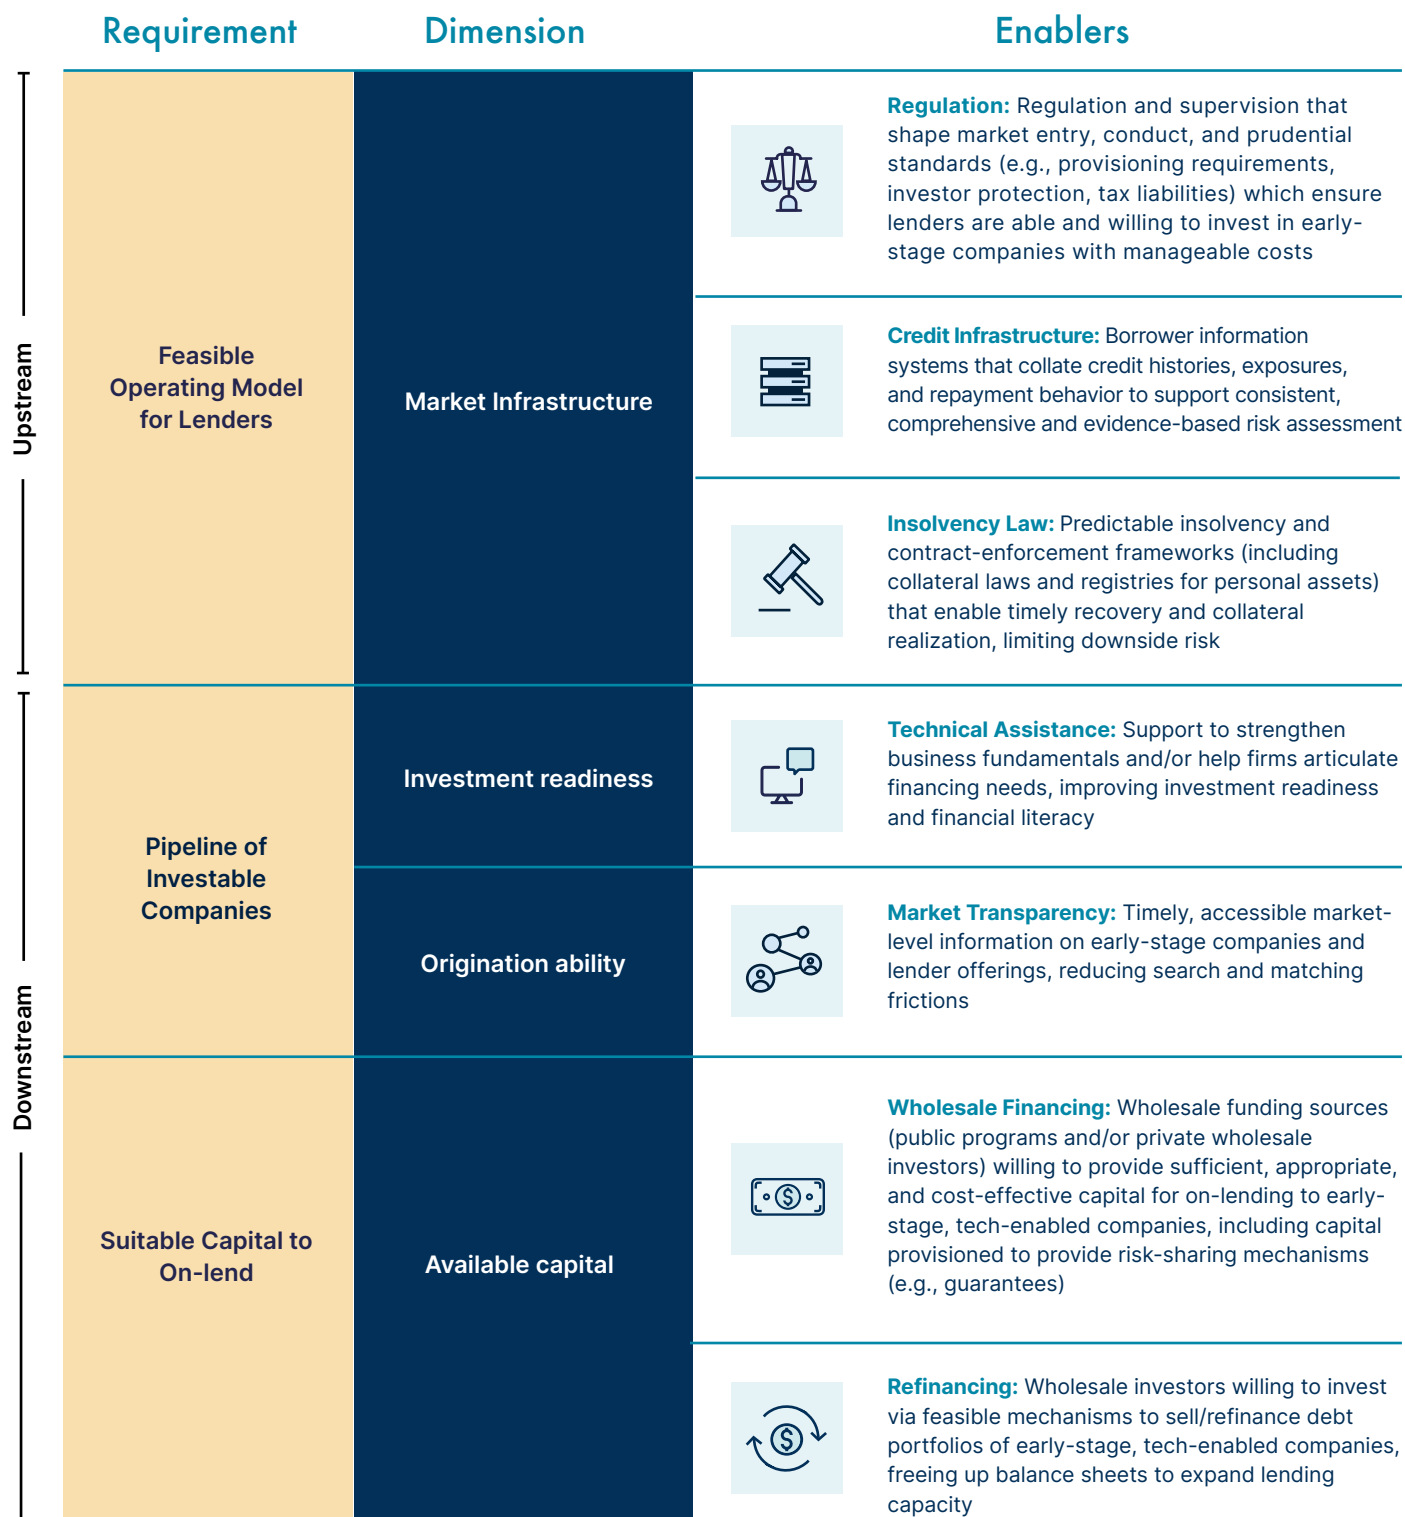 Requirement
Dimension
Enablers
Upstream
Feasible
Operating Model
for Lenders
Market Infrastructure
Regulation: Regulation and supervision that
shape market entry, conduct, and prudential
standards (e.g., provisioning requirements,
investor protection, tax liabilities) which ensure
lenders are able and willing to invest in early-
stage companies with manageable costs
Credit Infrastructure: Borrower information
systems that collate credit histories, exposures,
and repayment behavior to support consistent,
comprehensive and evidence-based risk assessment
Insolvency Law: Predictable insolvency and
contract-enforcement frameworks (including
collateral laws and registries for personal assets)
that enable timely recovery and collateral
realization, limiting downside risk
Downstream
Pipeline of
Investable
Companies
Investment readiness
Technical Assistance: Support to strengthen
business fundamentals and/or help firms articulate
financing needs, improving investment readiness
and financial literacy
Origination ability
Market Transparency: Timely, accessible market-
level information on early-stage companies and
lender offerings, reducing search and matching
frictions
Suitable Capital to
On-lend
Available capital
Wholesale Financing: Wholesale funding sources
(public programs and/or private wholesale
investors) willing to provide sufficient, appropriate,
and cost-effective capital for on-lending to early-
stage, tech-enabled companies, including capital
provisioned to provide risk-sharing mechanisms
(e.g., guarantees)
Refinancing: Wholesale investors willing to invest
via feasible mechanisms to sell/refinance debt
portfolios of early-stage, tech-enabled companies,
freeing up balance sheets to expand lending
capacity